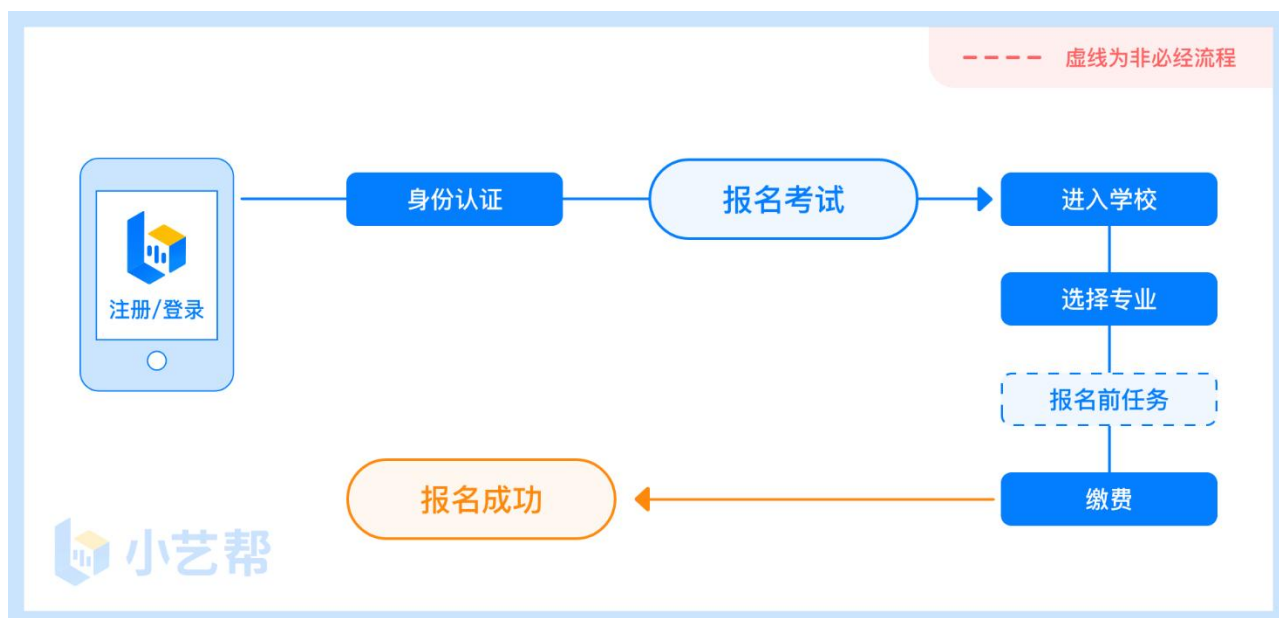 虚线为非必经流程
注册/登录
身份认证
报名考试
进入学校
选择专业
报名前任务
缴费
报名成功
小艺帮